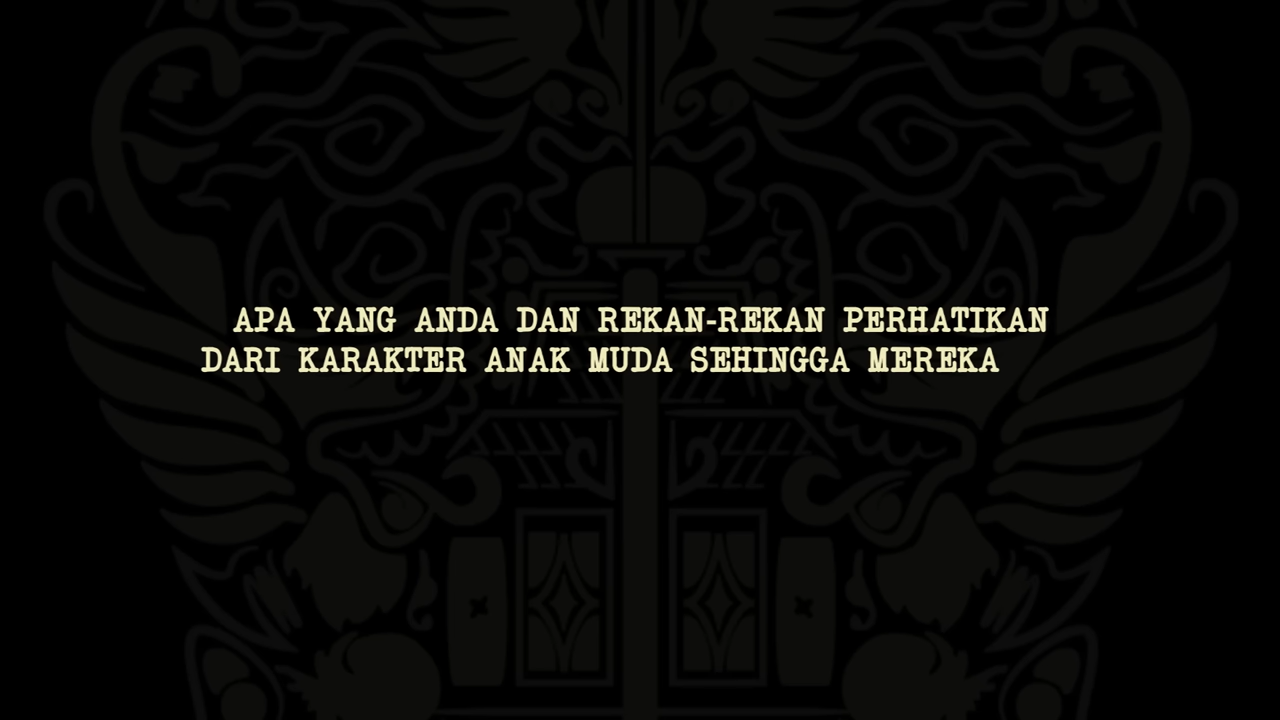 APA YANG ANDA DAN REKAN-REKAN PERHATIKAN
DARI KARAKTER ANAK MUDA SEHINGGA MEREKA